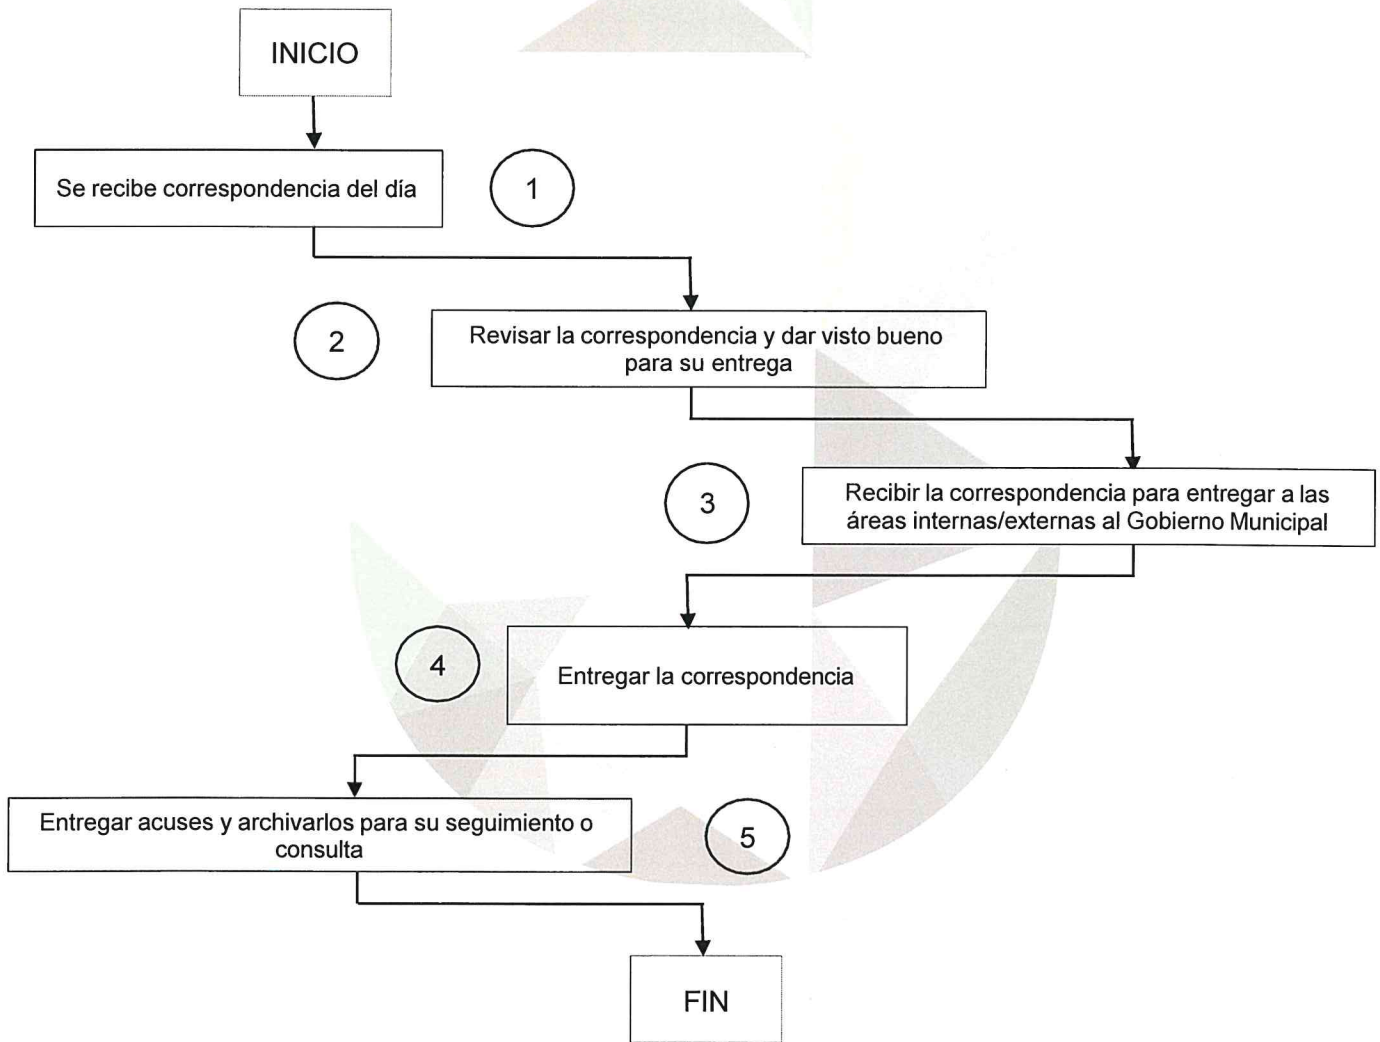 INICIO
Se recibe correspondencia del día
1
2
Revisar la correspondencia y dar visto bueno
para su entrega
3
Recibir la correspondencia para entregar a las
áreas internas/externas al Gobierno Municipal
4
Entregar la correspondencia
Entregar acuses y archivarlos para su seguimiento o
consulta
5
FIN